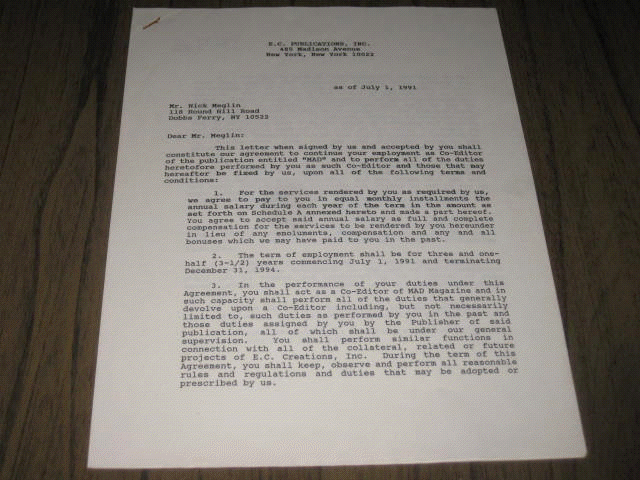 E.C. PUBLICATIONS, INC.
485 Madison Avenue
New York, New York 10022
as of July 1, 1991
Mr. Nick Meglin
118 Round Hill Road
Dobbs Ferry, NY 10522
Dear Mr. Meglin:
This letter when signed by us and accepted by you shall
constitute our agreement to continue your employment as Co-Editor
of the publication entitled "MAD" and to perform all of the duties
heretofore performed by you as such Co-Editor and those that may
hereafter be fixed by us, upon all of the following terms and
conditions:
1. For the services rendered by you as required by us,
we agree to pay to you in equal monthly installments the
annual salary during each year of the term in the amount as
set forth on Schedule A annexed hereto and made a part hereof.
You agree to accept said annual salary as full and complete
compensation for the services to be rendered by you hereunder
in lieu of any emoluments, compensation and any and all
bonuses which we may have paid to you in the past.
2. The term of employment shall be for three and one-
half (3-1/2) years commencing July 1, 1991 and terminating
December 31, 1994.
3. In the performance of your duties under this
Agreement, you shall act as a Co-Editor of MAD Magazine and in
such capacity shall perform all of the duties that generally
devolve upon a Co-Editor including, but not necessarily
limited to, such duties as performed by you in the past and
those duties assigned by you by the Publisher of said
publication, all of which shall be under our general
supervision. You shall perform similar functions in
connection with all of the collateral, related or future
projects of E.C. Creations, Inc. During the term of this
Agreement, you shall keep, observe and perform all reasonable
rules and regulations and duties that may be adopted or
prescribed by us.